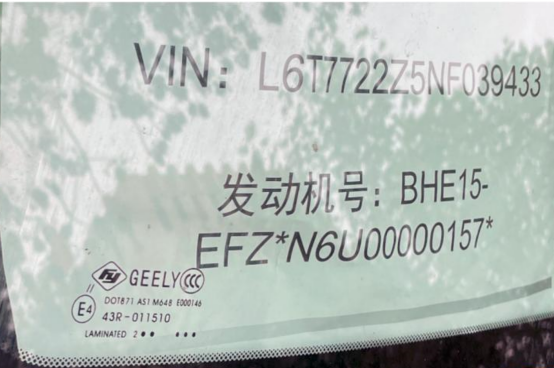 VIN: L6T7722Z5NF039433
发动机号: BHE15-
EFZ*N6U00000157*
GEELY CCC
E4
DOT871 AS1 M648 E000146
43R-011510
LAMINATED 2 •• •••